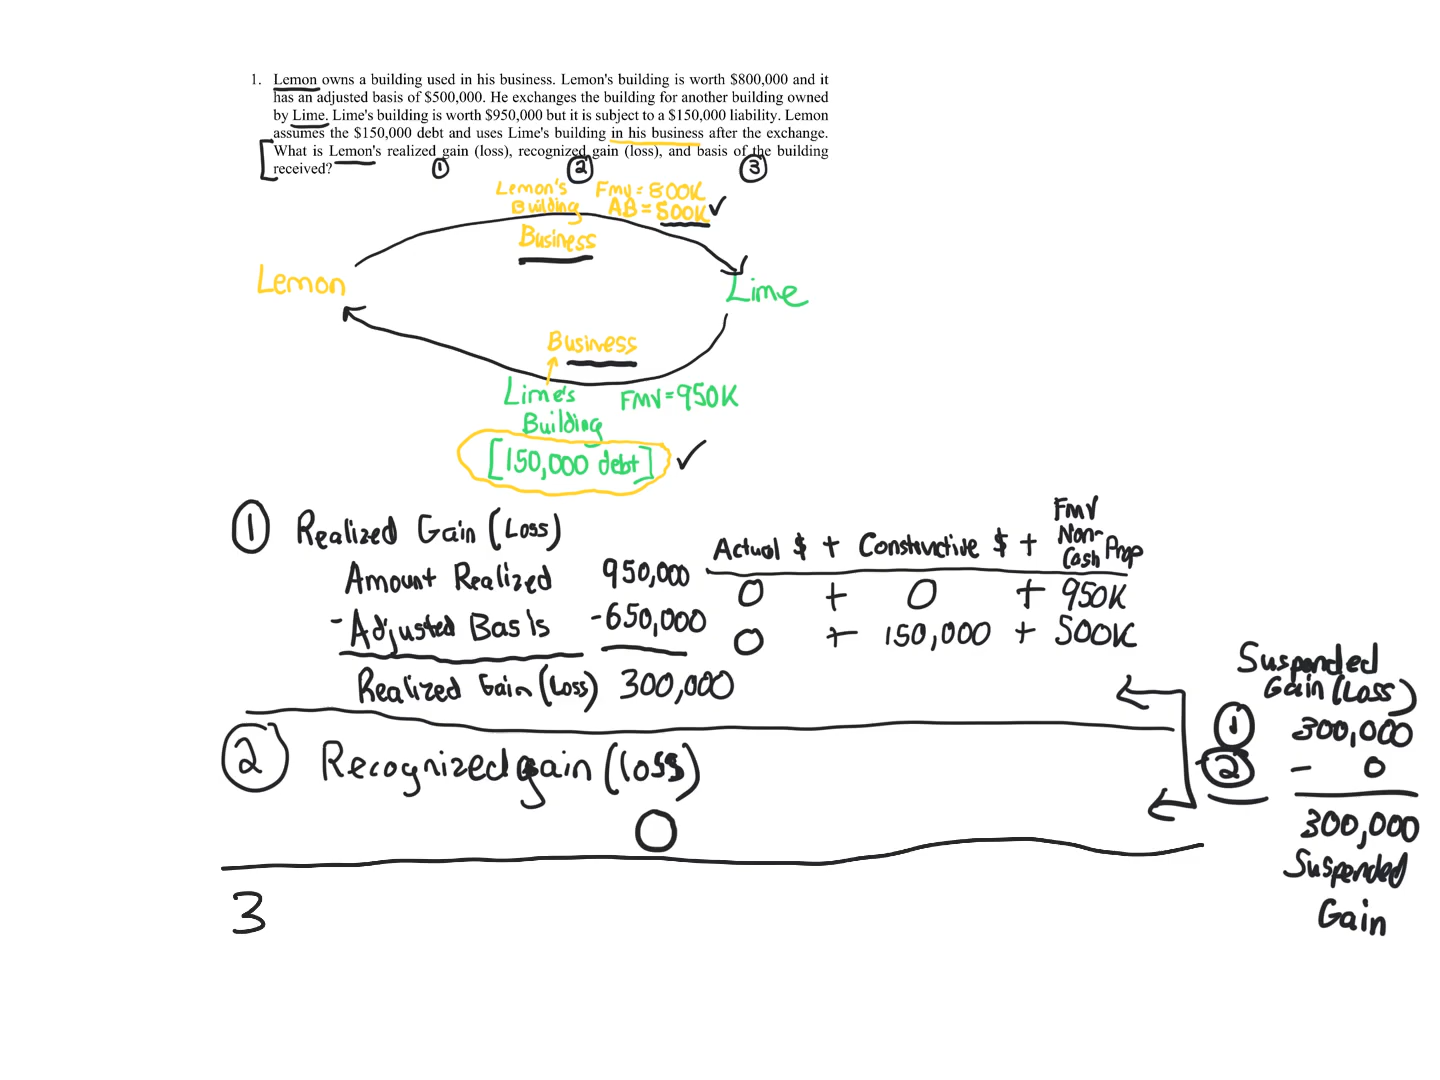 1. Lemon owns a building used in his business. Lemon's building is worth $800,000 and it
has an adjusted basis of $500,000. He exchanges the building for another building owned
by Lime. Lime's building is worth $950,000 but it is subject to a $150,000 liability. Lemon
assumes the $150,000 debt and uses Lime's building in his business after the exchange.
What is Lemon's realized gain (loss), recognized gain (loss), and basis of the building
received?
1 2 3
Lemon's FMV = 800K
Building AB = 500K
Business
Lemon
Lime
Business
Lime's FMV = 950K
Building
[150,000 debt]
1 Realized Gain (Loss)
Actual $ + Constructive $ + FMV Non-Cash Prop
Amount Realized 950,000 0 + 0 + 950K
- Adjusted Basis -650,000 0 + 150,000 + 500K
Realized Gain (Loss) 300,000
2 Recognized gain (loss)
0
3
Suspended
Gain (Loss)
1 300,000
- 2 - 0
300,000
Suspended
Gain